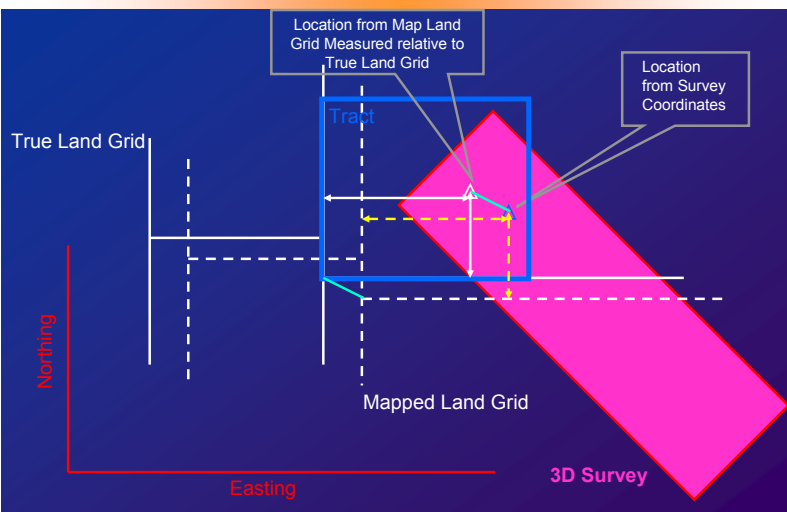 Location from Map Land
Grid Measured relative to
True Land Grid
Location
from Survey
Coordinates
Tract
True Land Grid
Northing
Mapped Land Grid
3D Survey
Easting